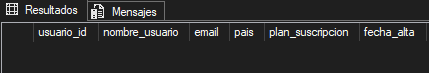 Resultados Mensajes
usuario_id nombre_usuario email pais plan_suscripcion fecha_alta